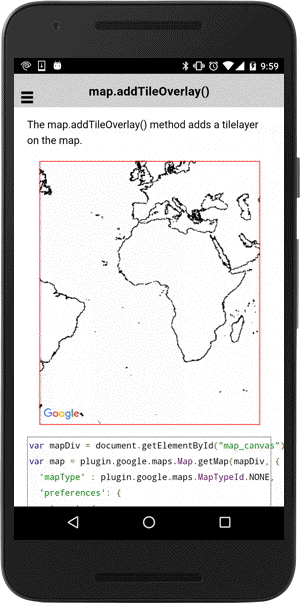 9:59
map.addTileOverlay()
The map.addTileOverlay() method adds a tilelayer
on the map.
Google
var mapDiv = document.getElementById("map_canvas")
var map = plugin.google.maps.Map.getMap(mapDiv, {
'mapType' : plugin.google.maps.MapTypeId.NONE,
'preferences': {